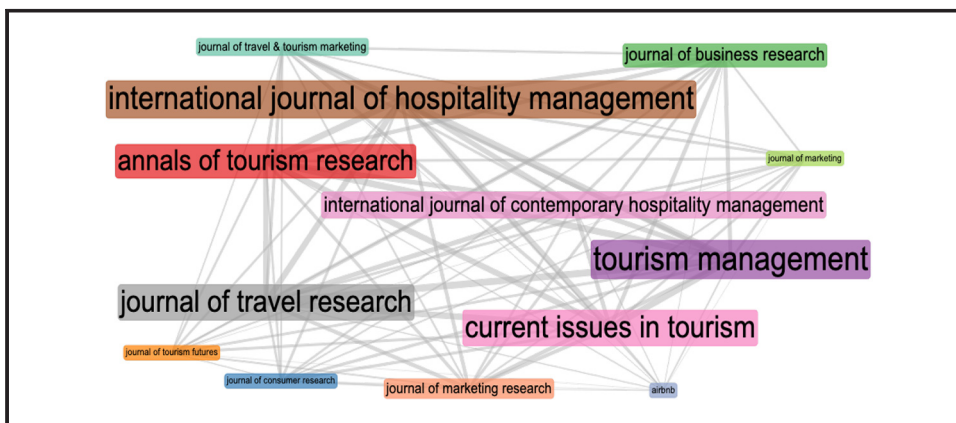 journal of travel & tourism marketing
journal of business research
international journal of hospitality management
annals of tourism research
journal of marketing
international journal of contemporary hospitality management
tourism management
journal of travel research
current issues in tourism
journal of tourism futures
journal of consumer research
journal of marketing research
airbnb